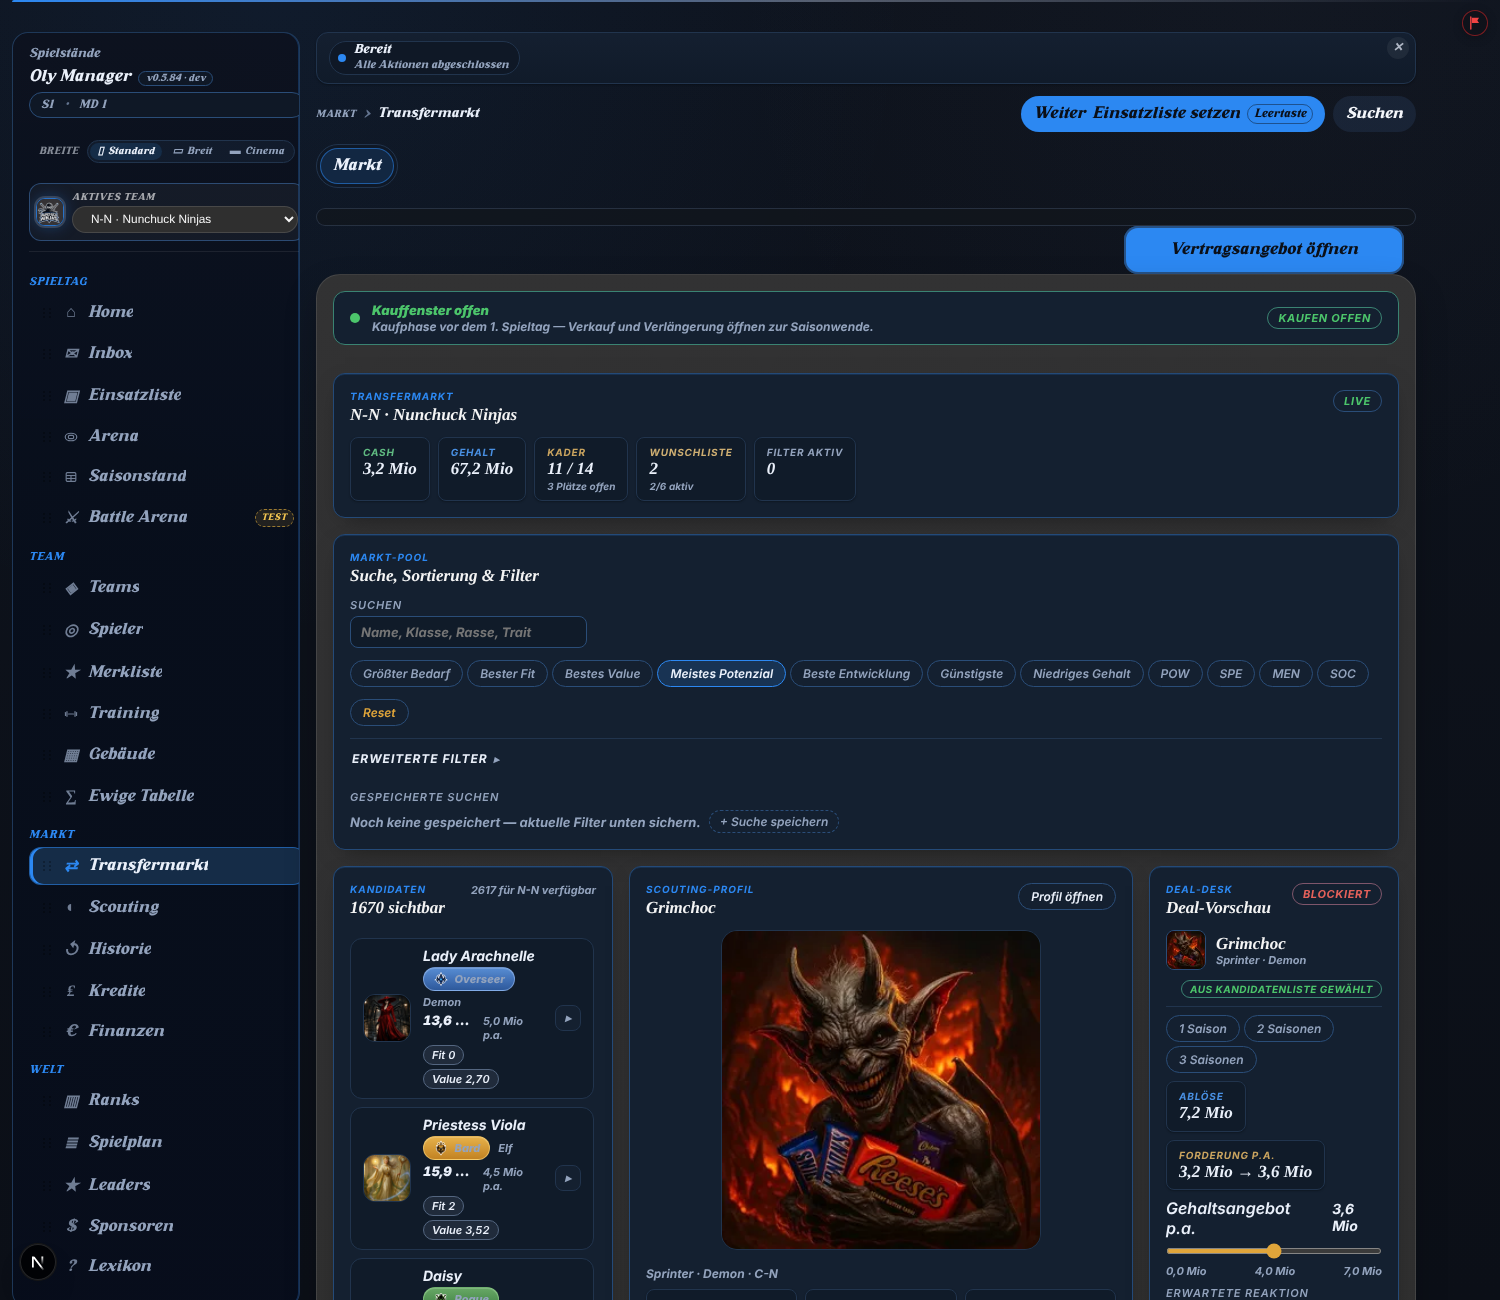 Spielstände
Oly Manager v0.5.84 · dev
S1 · MD 1
BREITE Standard Breit Cinema
AKTIVES TEAM
N-N · Nunchuck Ninjas
SPIELTAG
Home
Inbox
Einsatzliste
Arena
Saisonstand
Battle Arena TEST
TEAM
Teams
Spieler
Merkliste
Training
Gebäude
Ewige Tabelle
MARKT
Transfermarkt
Scouting
Historie
Kredite
Finanzen
WELT
Ranks
Spielplan
Leaders
Sponsoren
Lexikon
N
Bereit
Alle Aktionen abgeschlossen
MARKT › Transfermarkt
Weiter Einsatzliste setzen Leertaste
Suchen
Markt
Vertragsangebot öffnen
Kauffenster offen
Kaufphase vor dem 1. Spieltag — Verkauf und Verlängerung öffnen zur Saisonwende.
KAUFEN OFFEN
TRANSFERMARKT
N-N · Nunchuck Ninjas
LIVE
CASH
3,2 Mio
GEHALT
67,2 Mio
KADER
11 / 14
3 Plätze offen
WUNSCHLISTE
2
2/6 aktiv
FILTER AKTIV
0
MARKT-POOL
Suche, Sortierung & Filter
SUCHEN
Name, Klasse, Rasse, Trait
Größter Bedarf Bester Fit Bestes Value Meistes Potenzial Beste Entwicklung Günstigste Niedriges Gehalt POW SPE MEN SOC
Reset
ERWEITERTE FILTER ▸
GESPEICHERTE SUCHEN
Noch keine gespeichert — aktuelle Filter unten sichern. + Suche speichern
KANDIDATEN
1670 sichtbar
2617 für N-N verfügbar
Lady Arachnelle
Overseer
Demon
13,6 ... 5,0 Mio p.a.
Fit 0
Value 2,70
Priestess Viola
Elf
15,9 ... 4,5 Mio p.a.
Fit 2
Value 3,52
Daisy
Rogue
SCOUTING-PROFIL
Grimchoc
Profil öffnen
Reese's
Sprinter · Demon · C-N
DEAL-DESK
Deal-Vorschau
BLOCKIERT
Grimchoc
Sprinter · Demon
AUS KANDIDATENLISTE GEWÄHLT
1 Saison 2 Saisonen
3 Saisonen
ABLÖSE
7,2 Mio
FORDERUNG P.A.
3,2 Mio → 3,6 Mio
Gehaltsangebot p.a. 3,6 Mio
0,0 Mio 4,0 Mio 7,0 Mio
ERWARTETE REAKTION